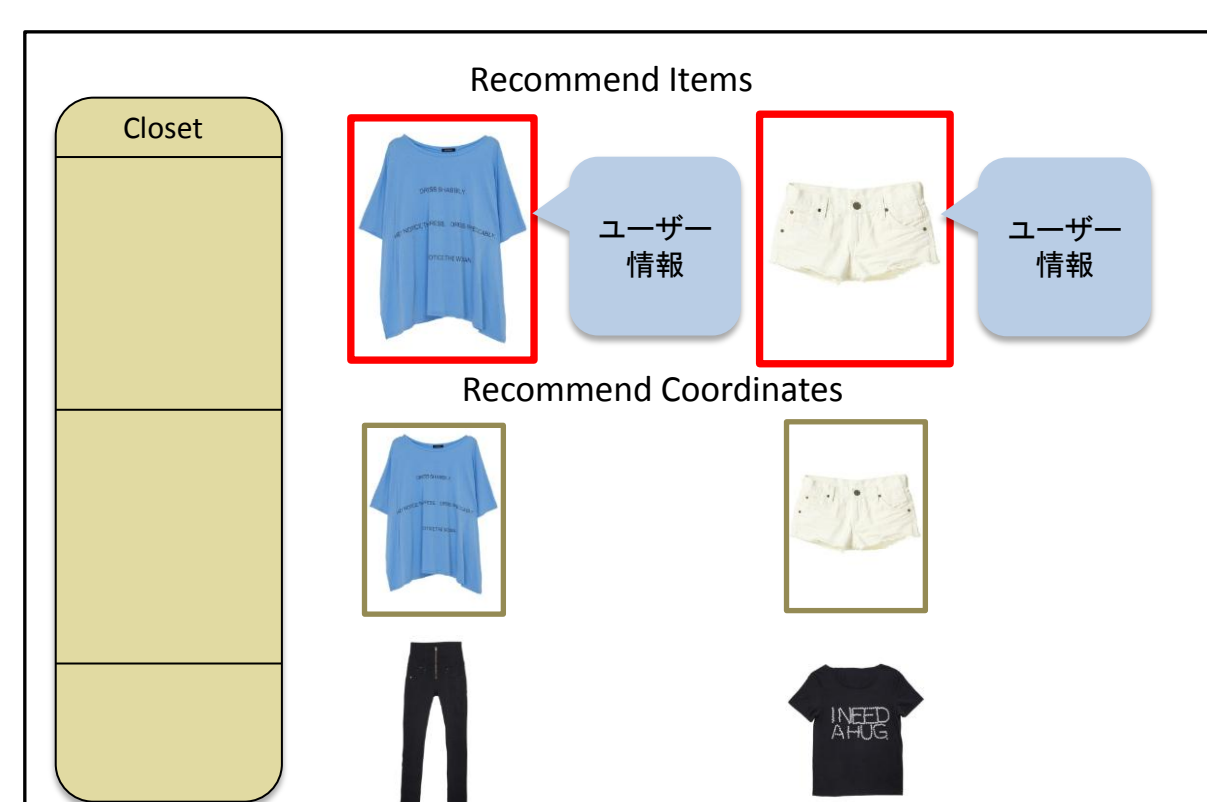 Recommend Items
Closet
ユーザー
情報
ユーザー
情報
Recommend Coordinates
I NEED
A HUG